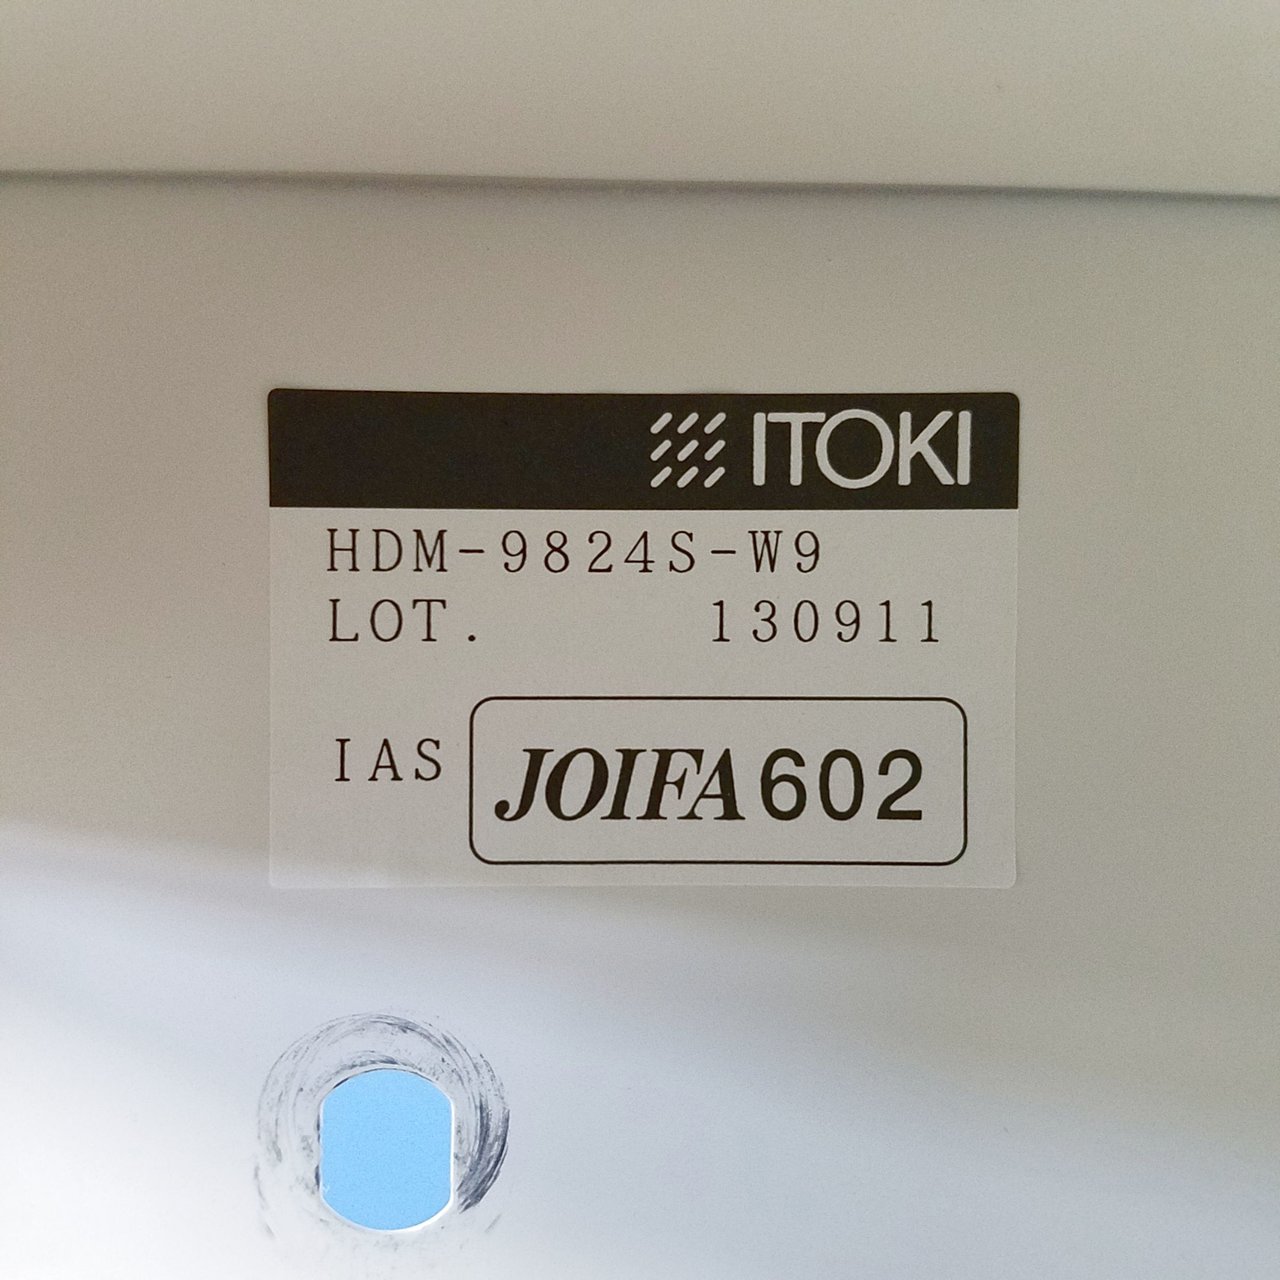 ITOKI
HDM-9824S-W9
LOT. 130911
IAS JOIFA602